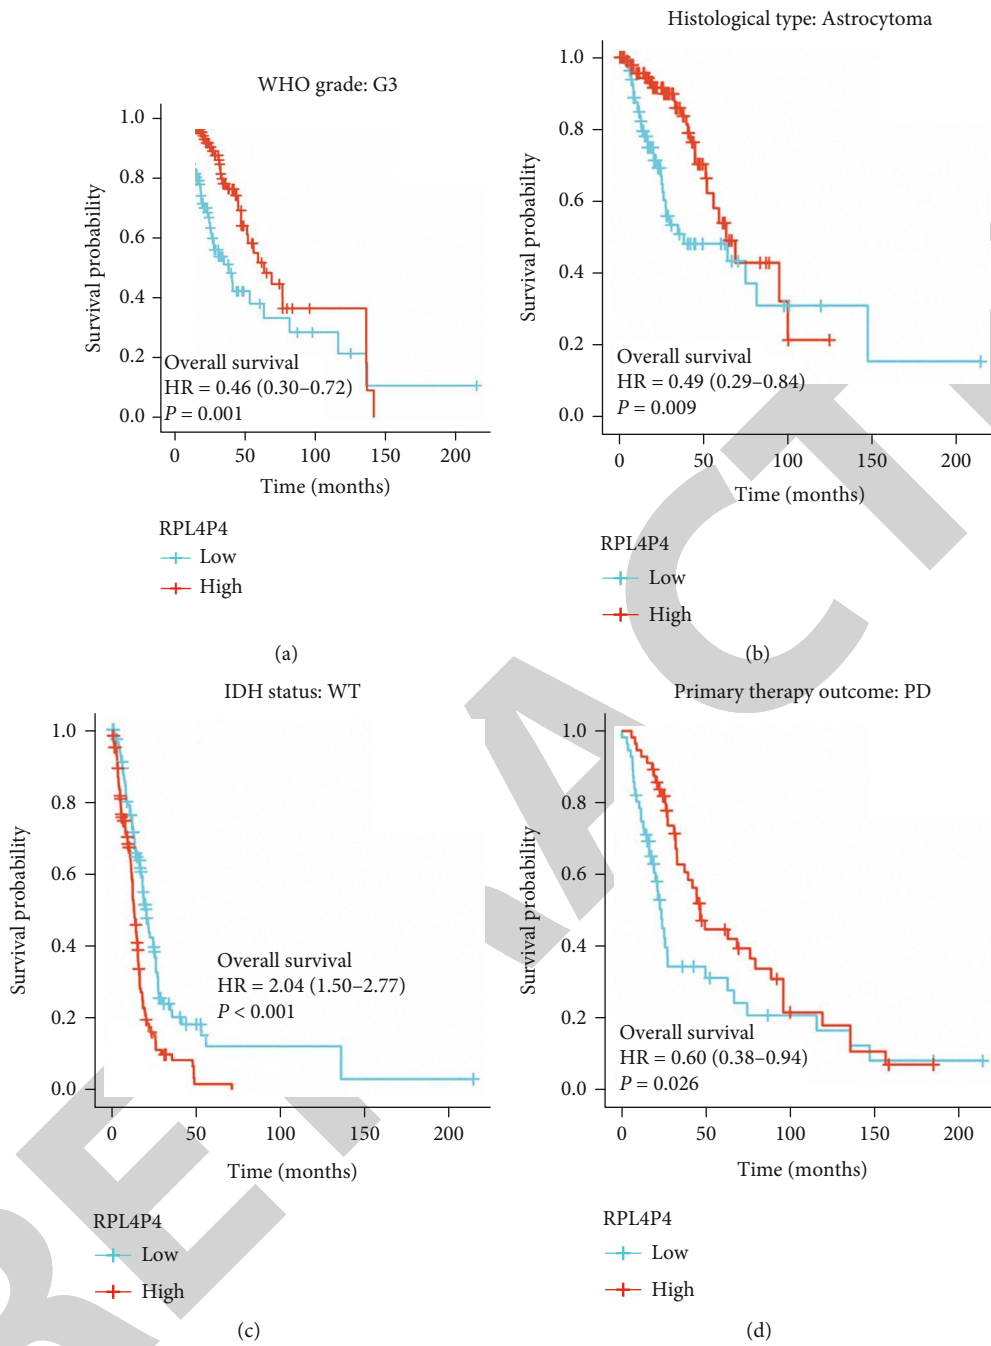 WHO grade: G3
Survival probability
1.0
0.8
0.6
0.4
0.2
0.0
Overall survival
HR = 0.46 (0.30–0.72)
P = 0.001
0 50 100 150 200
Time (months)
RPL4P4
Low
High
(a)
Histological type: Astrocytoma
Survival probability
1.0
0.8
0.6
0.4
0.2
0.0
Overall survival
HR = 0.49 (0.29–0.84)
P = 0.009
0 50 100 150 200
Time (months)
RPL4P4
Low
High
(b)
IDH status: WT
Survival probability
1.0
0.8
0.6
0.4
0.2
0.0
Overall survival
HR = 2.04 (1.50–2.77)
P < 0.001
0 50 100 150 200
Time (months)
RPL4P4
Low
High
(c)
Primary therapy outcome: PD
Survival probability
1.0
0.8
0.6
0.4
0.2
0.0
Overall survival
HR = 0.60 (0.38–0.94)
P = 0.026
0 50 100 150 200
Time (months)
RPL4P4
Low
High
(d)